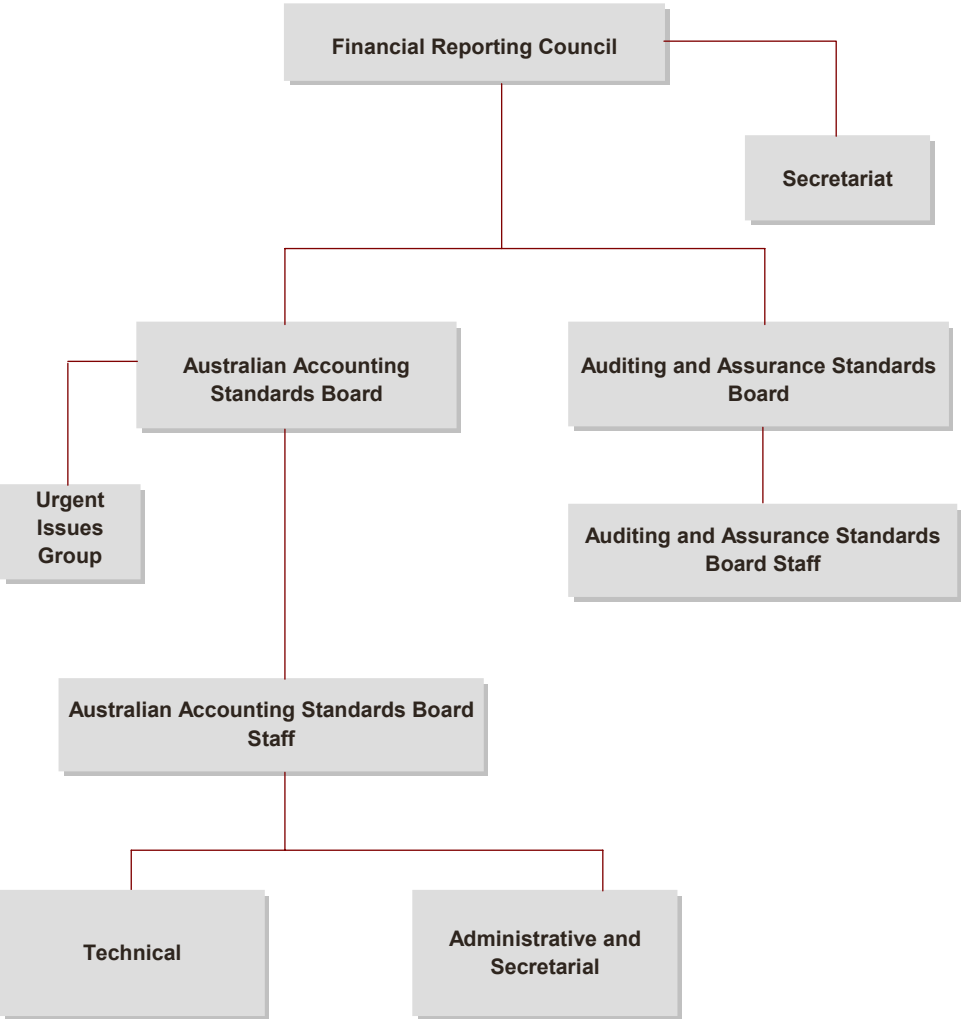 Financial Reporting Council
Secretariat
Australian Accounting
Standards Board
Auditing and Assurance Standards
Board
Urgent
Issues
Group
Auditing and Assurance Standards
Board Staff
Australian Accounting Standards Board
Staff
Technical
Administrative and
Secretarial